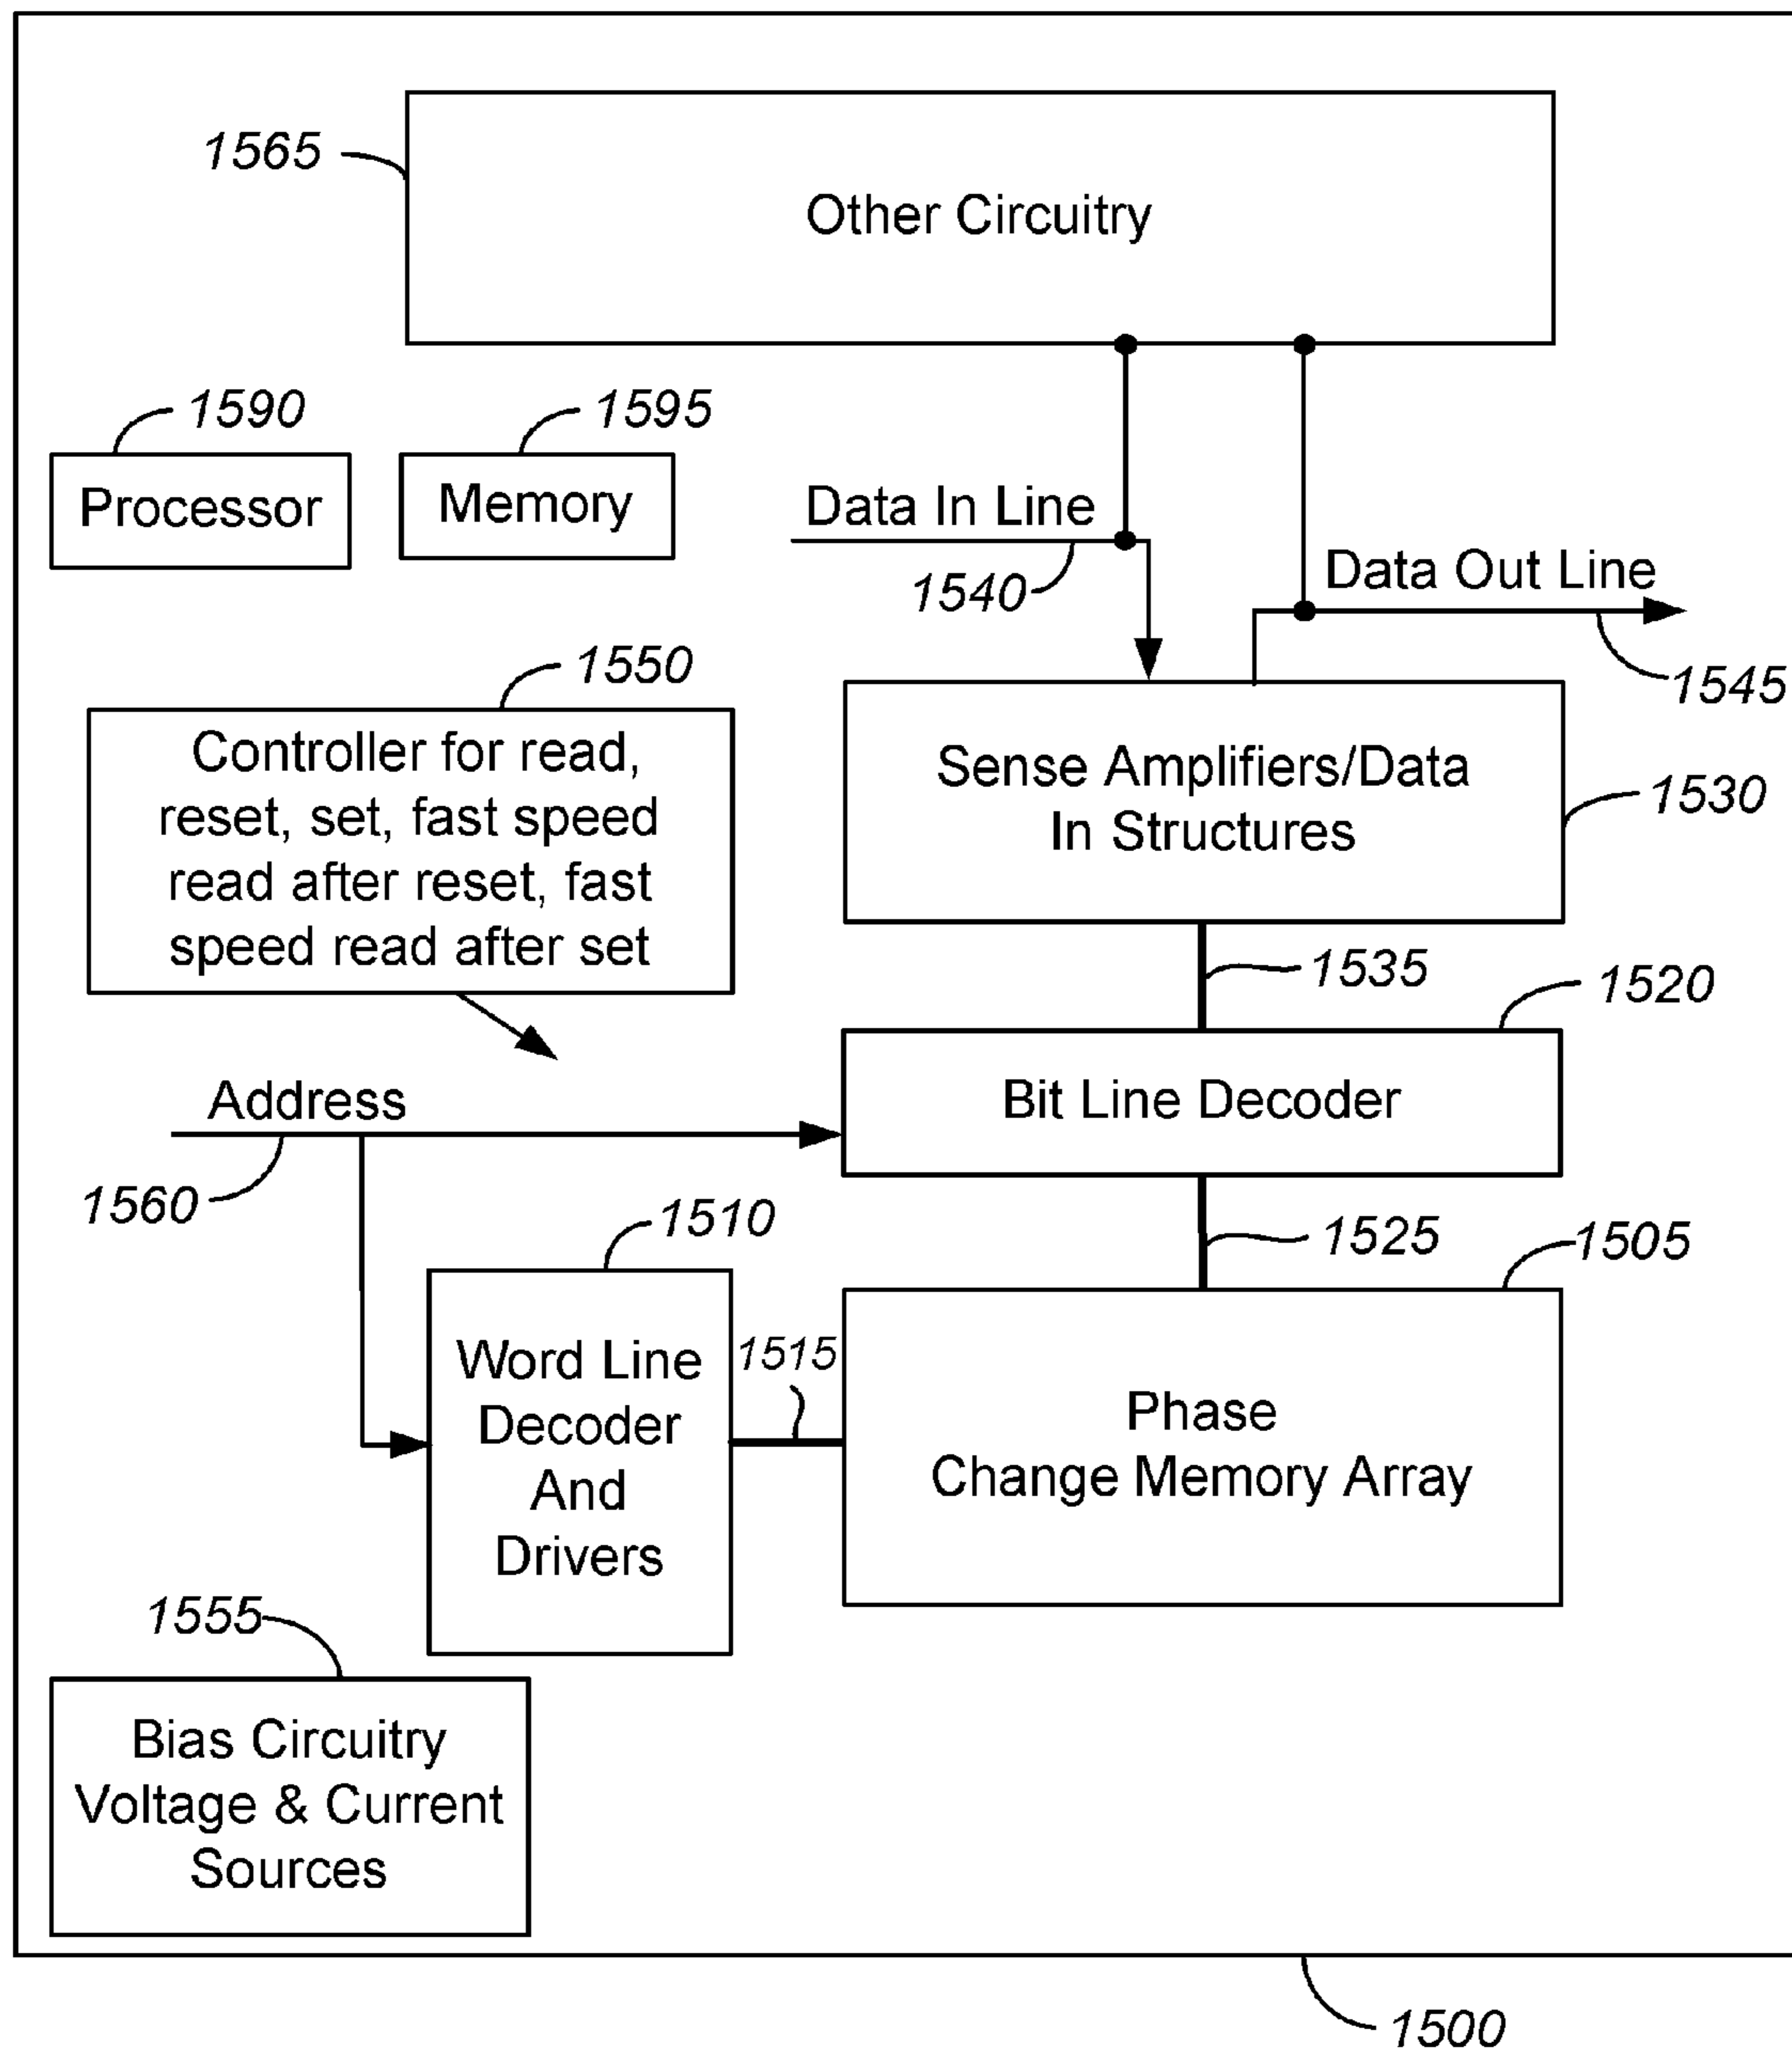 1565
Other Circuitry
1590
1595
Processor
Memory
Data In Line
1540
Data Out Line
1545
1550
Controller for read,
reset, set, fast speed
read after reset, fast
speed read after set
Sense Amplifiers/Data
In Structures
1530
1535
1520
Address
Bit Line Decoder
1560
1510
1525
1505
Word Line
Decoder
And
Drivers
1515
Phase
Change Memory Array
1555
Bias Circuitry
Voltage & Current
Sources
1500